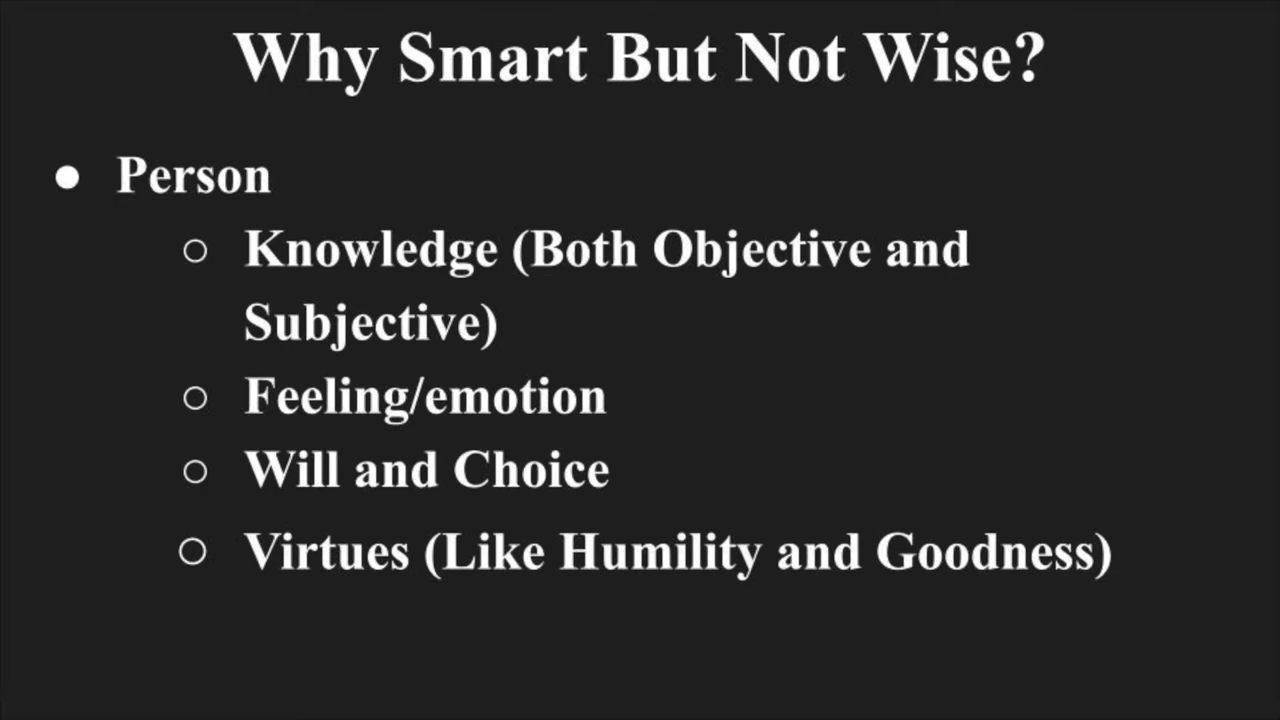 Why Smart But Not Wise?
● Person
○ Knowledge (Both Objective and
Subjective)
○ Feeling/emotion
○ Will and Choice
○ Virtues (Like Humility and Goodness)